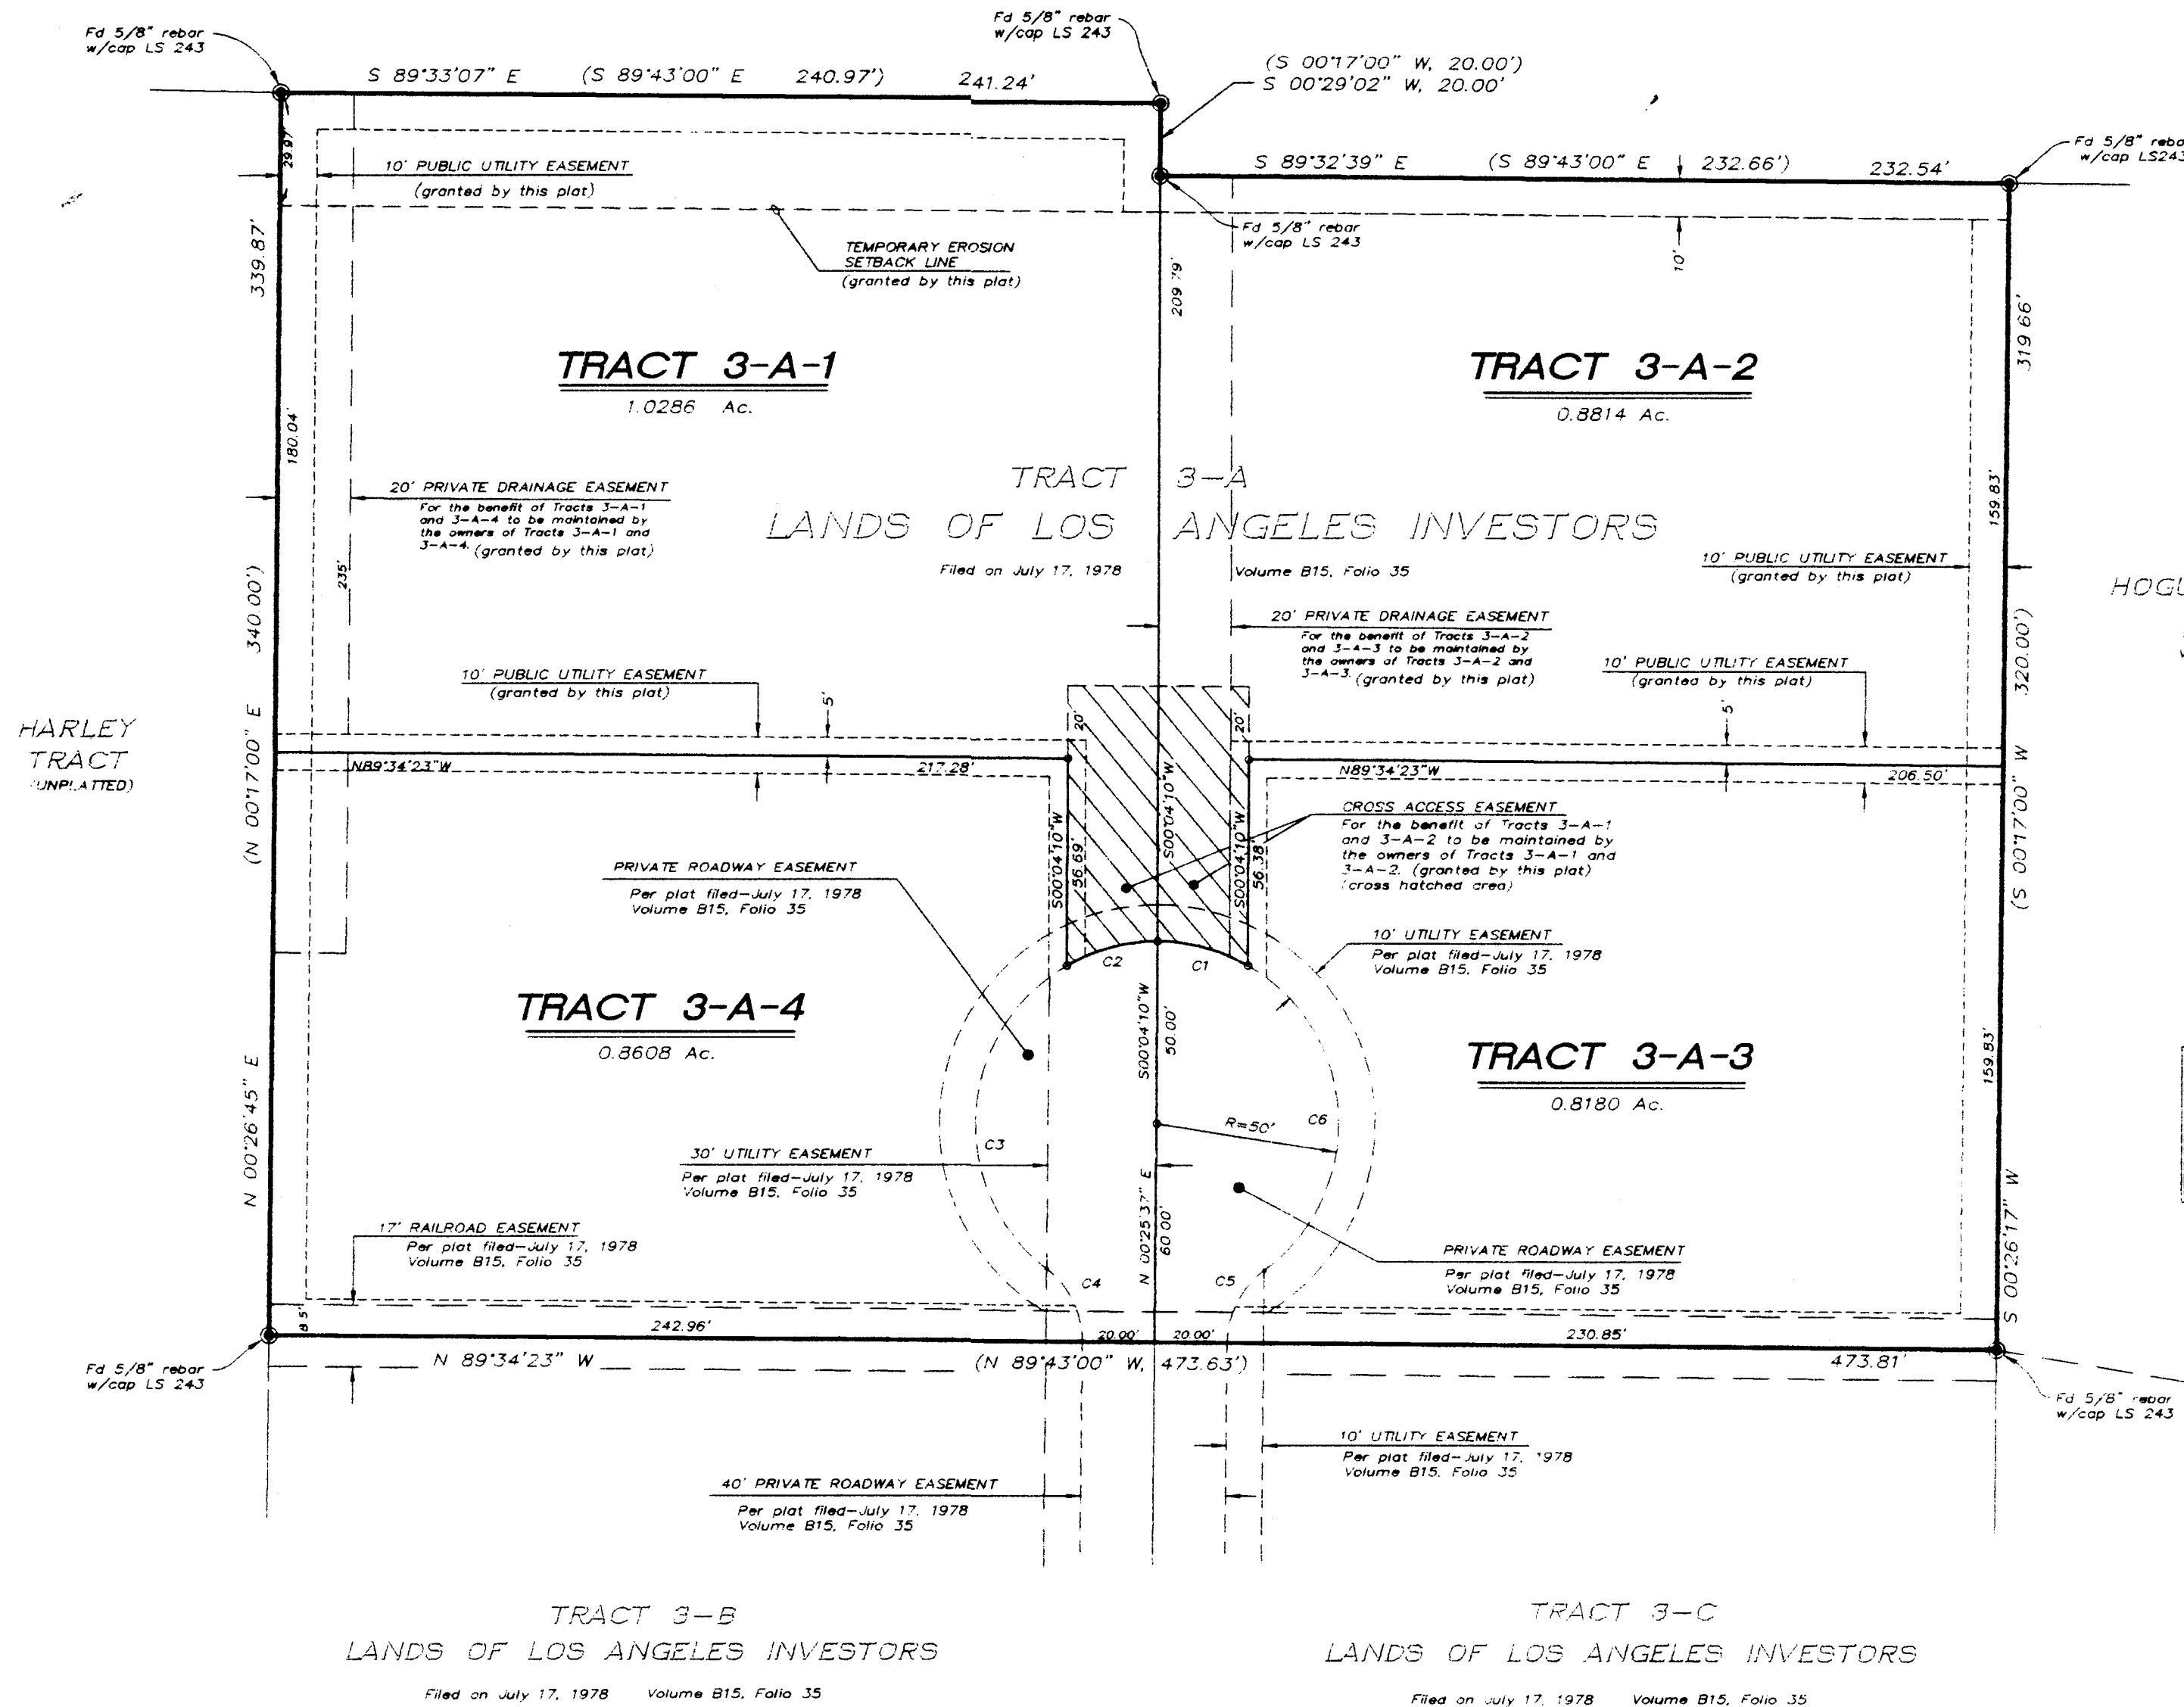 Fd 5/8" rebar
w/cap LS 243
Fd 5/8" rebar
w/cap LS 243
S 89°33'07" E (S 89°43'00" E 240.97') 241.24'
(S 00°17'00" W, 20.00')
S 00°29'02" W, 20.00'
Fd 5/8" reba
w/cap LS243
S 89°32'39" E (S 89°43'00" E 232.66') 232.54'
29.97'
10' PUBLIC UTILITY EASEMENT
(granted by this plat)
Fd 5/8" rebar
w/cap LS 243
10'
TEMPORARY EROSION
SETBACK LINE
(granted by this plat)
339.87'
209.79'
319.66'
TRACT 3-A-1
1.0286 Ac.
TRACT 3-A-2
0.8814 Ac.
180.04'
159.83'
TRACT 3-A
LANDS OF LOS ANGELES INVESTORS
Filed on July 17, 1978 Volume B15, Folio 35
20' PRIVATE DRAINAGE EASEMENT
For the benefit of Tracts 3-A-1
and 3-A-4 to be maintained by
the owners of Tracts 3-A-1 and
3-A-4. (granted by this plat)
235'
10' PUBLIC UTILITY EASEMENT
(granted by this plat)
HOGU
20' PRIVATE DRAINAGE EASEMENT
For the benefit of Tracts 3-A-2
and 3-A-3 to be maintained by
the owners of Tracts 3-A-2 and
3-A-3. (granted by this plat)
10' PUBLIC UTILITY EASEMENT
(granted by this plat)
10' PUBLIC UTILITY EASEMENT
(granted by this plat)
5'
20'
20'
5'
HARLEY
TRACT
(UNPLATTED)
(N 00°17'00" E 340.00')
(S 00°17'00" W 320.00')
N89°34'23"W 217.28'
N89°34'23"W 206.50'
S00°04'10"W
56.69'
S00°04'10"W
S00°04'10"W
56.38'
CROSS ACCESS EASEMENT
For the benefit of Tracts 3-A-1
and 3-A-2 to be maintained by
the owners of Tracts 3-A-1 and
3-A-2. (granted by this plat)
(cross hatched area)
PRIVATE ROADWAY EASEMENT
Per plat filed-July 17, 1978
Volume B15, Folio 35
10' UTILITY EASEMENT
Per plat filed-July 17, 1978
Volume B15, Folio 35
C2 C1
TRACT 3-A-4
0.8608 Ac.
S00°04'10"W
50.00'
TRACT 3-A-3
0.8180 Ac.
159.83'
N 00°26'45" E
C3
R=50'
C6
30' UTILITY EASEMENT
Per plat filed-July 17, 1978
Volume B15, Folio 35
N 00°25'37" E
60.00'
S 00°26'17" W
17' RAILROAD EASEMENT
Per plat filed-July 17, 1978
Volume B15, Folio 35
PRIVATE ROADWAY EASEMENT
Per plat filed-July 17, 1978
Volume B15, Folio 35
C4 C5
8.5'
242.96' 20.00' 20.00' 230.85'
N 89°34'23" W (N 89°43'00" W, 473.63') 473.81'
Fd 5/8" rebar
w/cap LS 243
Fd 5/8" rebar
w/cap LS 243
10' UTILITY EASEMENT
Per plat filed-July 17, 1978
Volume B15, Folio 35
40' PRIVATE ROADWAY EASEMENT
Per plat filed-July 17, 1978
Volume B15, Folio 35
TRACT 3-B
LANDS OF LOS ANGELES INVESTORS
Filed on July 17, 1978 Volume B15, Folio 35
TRACT 3-C
LANDS OF LOS ANGELES INVESTORS
Filed on July 17, 1978 Volume B15, Folio 35